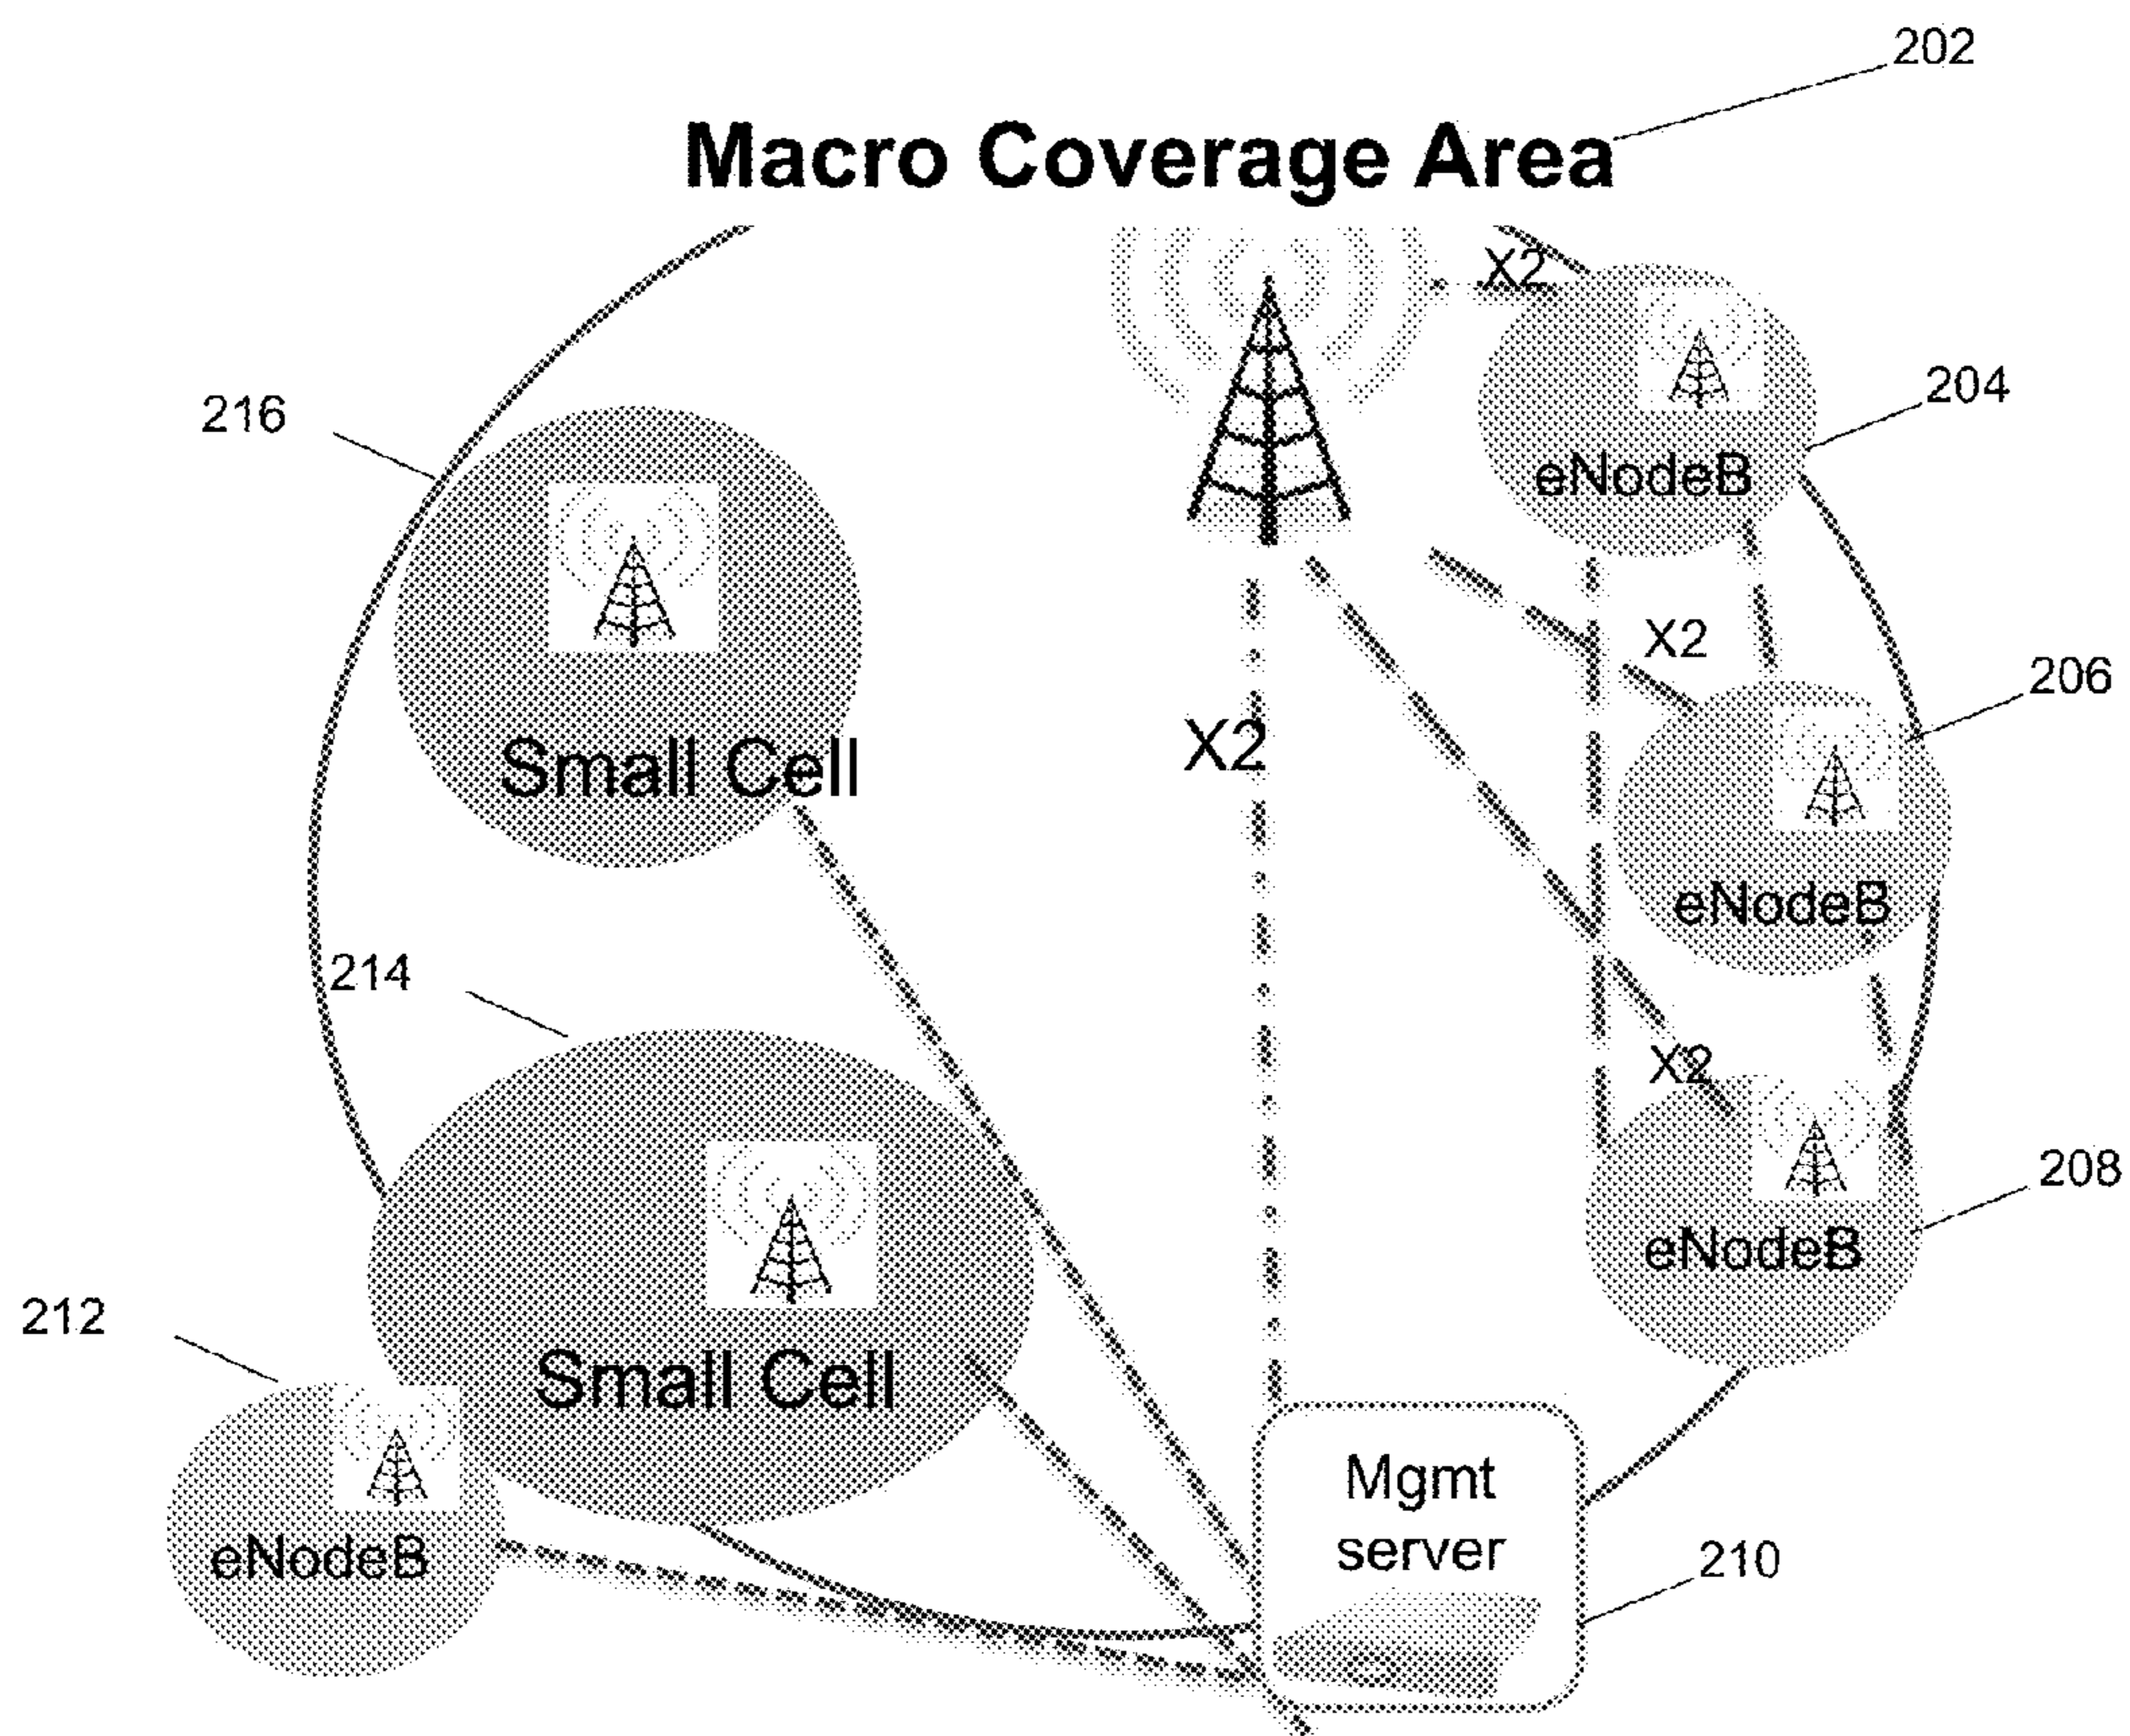 202
Macro Coverage Area
X2
204
216
eNodeB
X2
206
X2
Small Cell
eNodeB
214
X2
208
eNodeB
212
Small Cell
Mgmt
server
eNodeB
210